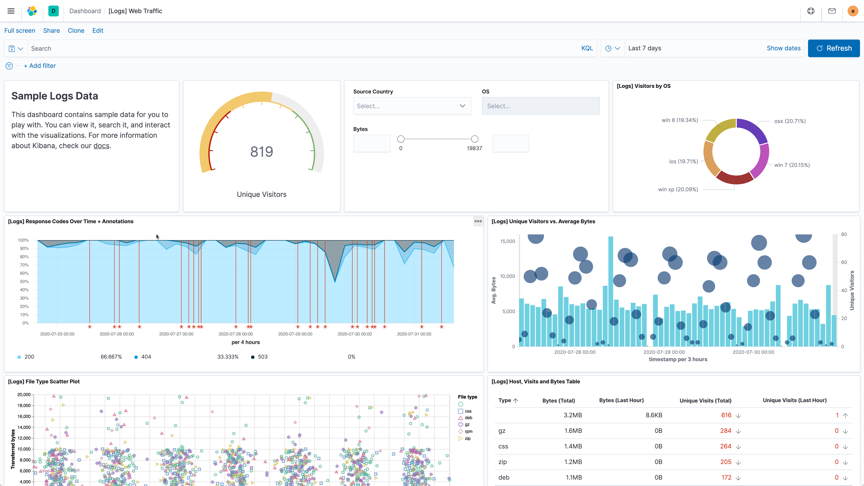 D
Dashboard
[Logs] Web Traffic
e
Full screen
Share
Clone
Edit
Search
KQL
Last 7 days
Show dates
Refresh
+ Add filter
Sample Logs Data
This dashboard contains sample data for you to
play with. You can view it, search it, and interact
with the visualizations. For more information
about Kibana, check our docs.
819
Unique Visitors
Source Country
Select...
OS
Select...
Bytes
0
19837
[Logs] Visitors by OS
win 8 (19.34%)
osx (20.71%)
ios (19.71%)
win 7 (20.15%)
win xp (20.09%)
[Logs] Response Codes Over Time + Annotations
100%
90%
80%
70%
60%
50%
40%
30%
20%
10%
0%
2020-07-25 00:00
2020-07-26 00:00
2020-07-27 00:00
2020-07-28 00:00
2020-07-29 00:00
2020-07-30 00:00
2020-07-31 00:00
per 4 hours
200
66.667%
404
33.333%
503
0%
[Logs] Unique Visitors vs. Average Bytes
15,000
10,000
5,000
0
Avg. Bytes
80
60
40
20
0
Unique Visitors
2020-07-26 00:00
2020-07-28 00:00
2020-07-30 00:00
timestamp per 3 hours
[Logs] File Type Scatter Plot
20,000
18,000
16,000
14,000
12,000
10,000
8,000
6,000
4,000
Transferred bytes
File type
css
deb
gz
rpm
zip
[Logs] Host, Visits and Bytes Table
Type
Bytes (Total)
Bytes (Last Hour)
Unique Visits (Total)
Unique Visits (Last Hour)
3.2MB
8.6KB
616
1
gz
1.6MB
0B
284
0
css
1.4MB
0B
264
0
zip
1.2MB
0B
205
0
deb
1.1MB
0B
172
0